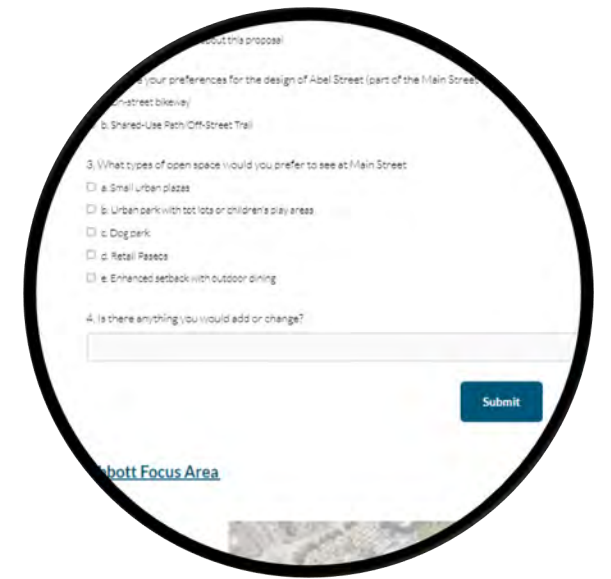 about this proposal
your preferences for the design of Abel Street (part of the Main Street
on-street bikeway
b. Shared-Use Path/Off-Street Trail
3. What types of open space would you prefer to see at Main Street
a. Small urban plazas
b. Urban park with tot lots or children's play areas
c. Dog park
d. Retail Paseos
e. Enhanced setback with outdoor dining
4. Is there anything you would add or change?
Submit
bbott Focus Area